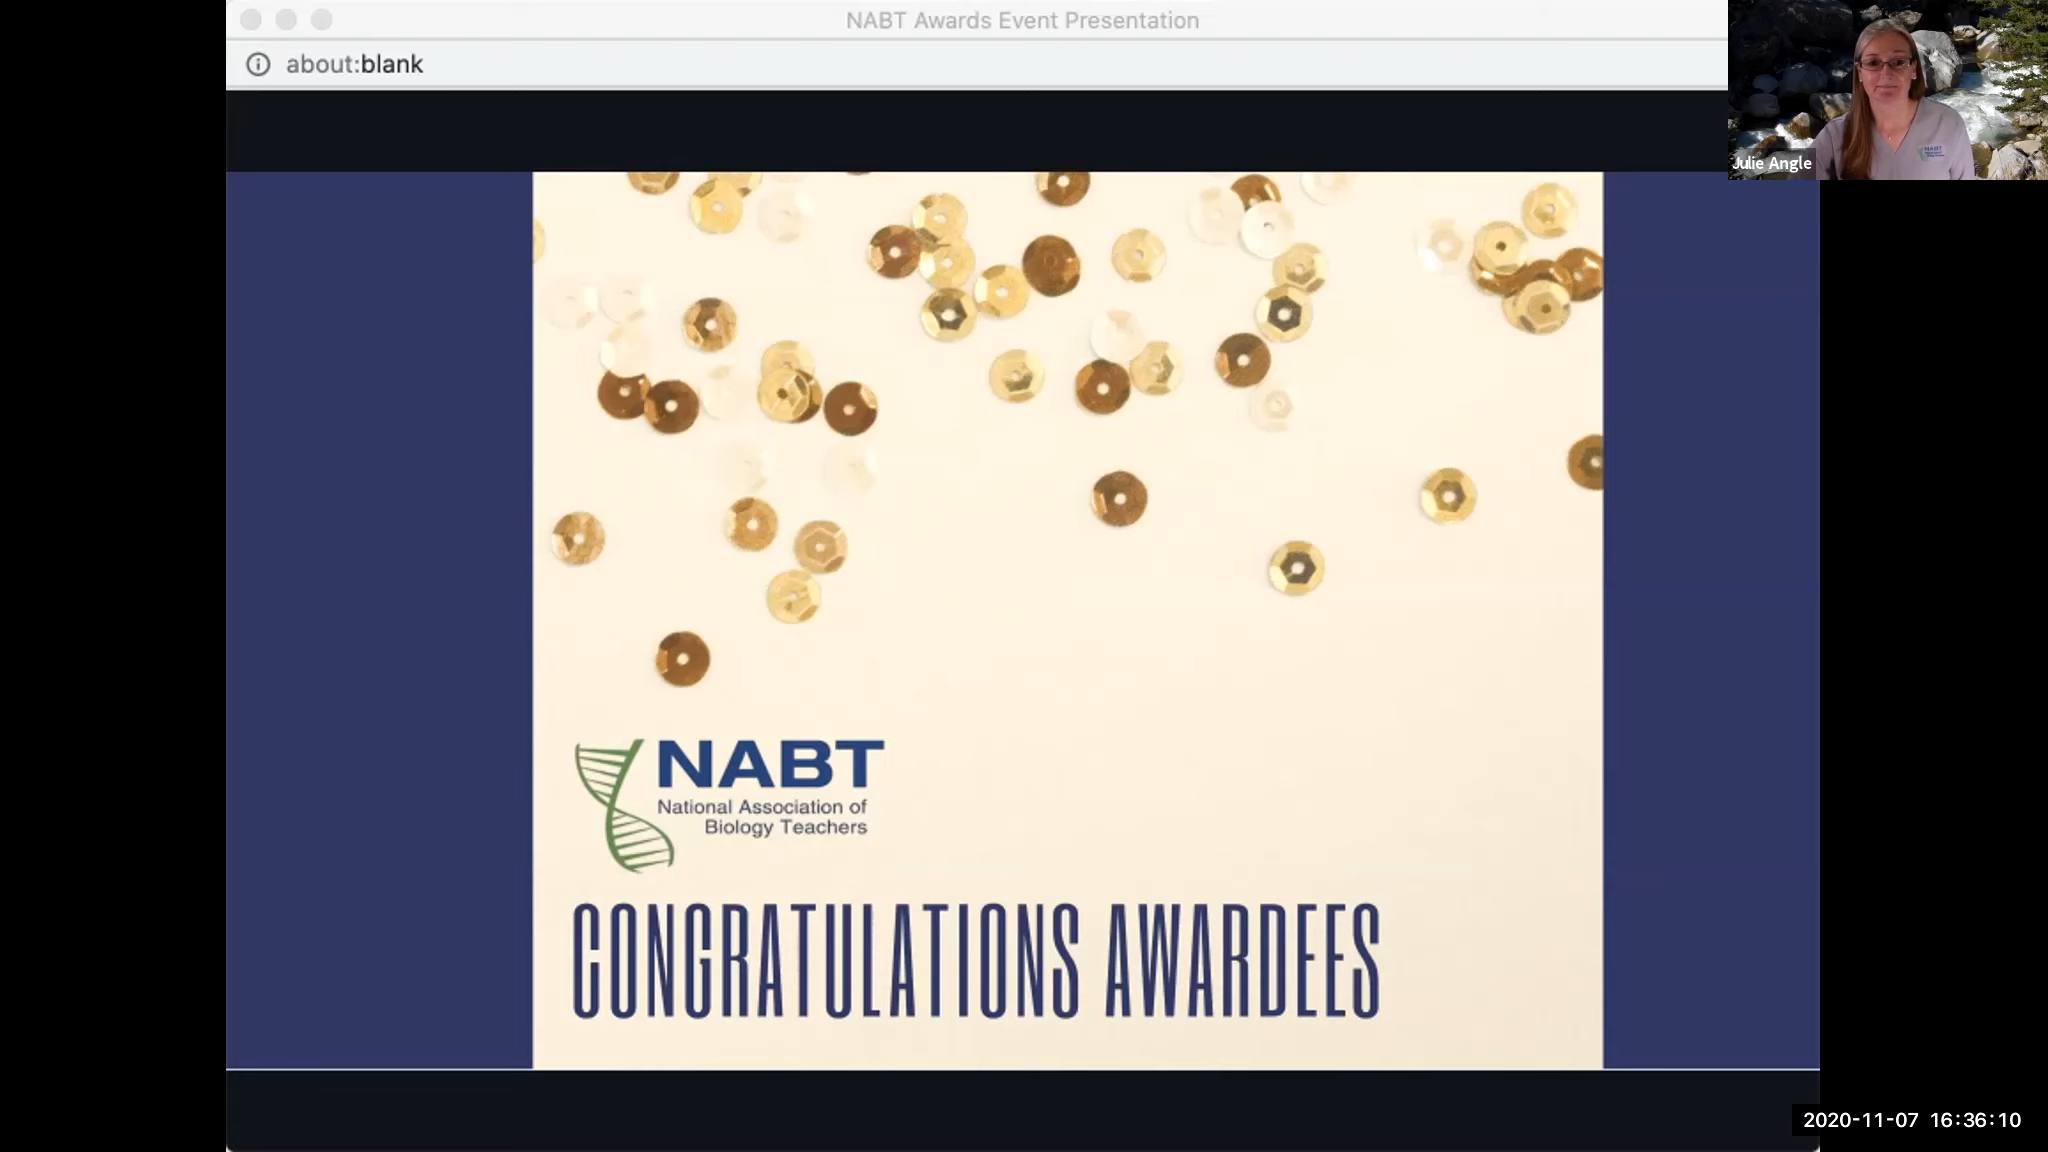 NABT Awards Event Presentation
about:blank
Julie Angle
NABT
NABT
National Association of
Biology Teachers
CONGRATULATIONS AWARDEES
2020-11-07 16:36:10